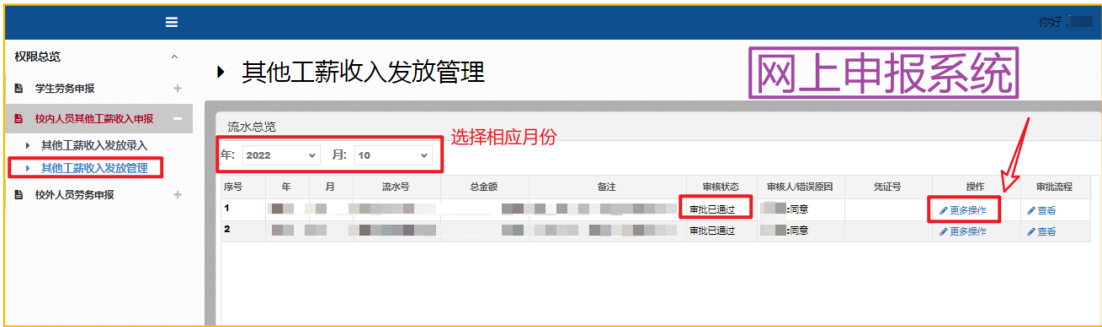 你好，
权限总览
学生劳务申报
校内人员其他工薪收入申报
其他工薪收入发放录入
其他工薪收入发放管理
校外人员劳务申报
其他工薪收入发放管理
网上申报系统
流水总览
选择相应月份
年: 2022 月: 10
序号 年 月 流水号 总金额 备注 审核状态 审核人/错误原因 凭证号 操作 审批流程
1 审批已通过 :同意 更多操作 查看
2 审批已通过 :同意 更多操作 查看